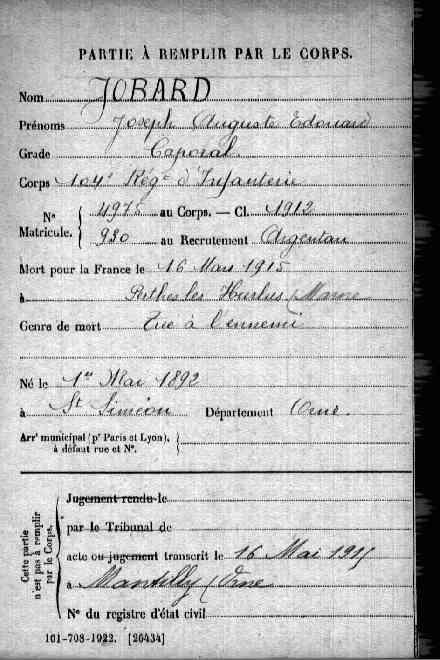 PARTIE À REMPLIR PAR LE CORPS.
Nom JOBARD
Prénoms Joseph Auguste Edouard
Grade Caporal
Corps 104e Régt d'Infanterie
N° Matricule. 4975 au Corps. — Cl. 1912
930 au Recrutement Argentan
Mort pour la France le 16 Mars 1915
à Perthes les Hurlus (Marne
Genre de mort Tué à l'ennemi
Né le 1er Mai 1892
à St Siméon Département Orne.
Arrt municipal (pr Paris et Lyon),
à défaut rue et N°.
Cette partie n'est pas à remplir par le Corps.
Jugement rendu le
par le Tribunal de
acte ou jugement transcrit le 16 Mai 1915
à Mantilly (Orne
N° du registre d'état civil
101-708-1922. [26434]